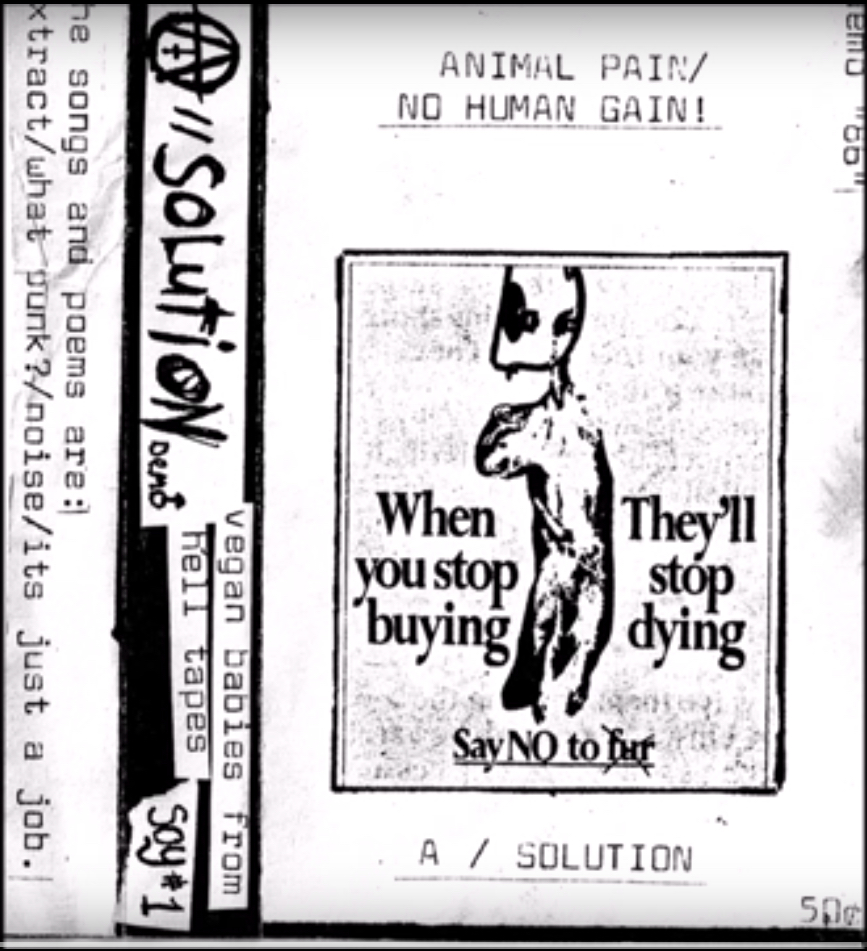 he songs and poems are:
xtract/what punk?/noise/its just a job.
A//SOLUTION
DEMO
vegan babies from
hell tapes
SOY#1
ANIMAL PAIN/
NO HUMAN GAIN!
When
you stop
buying
They'll
stop
dying
Say NO to fur
A / SOLUTION
50¢